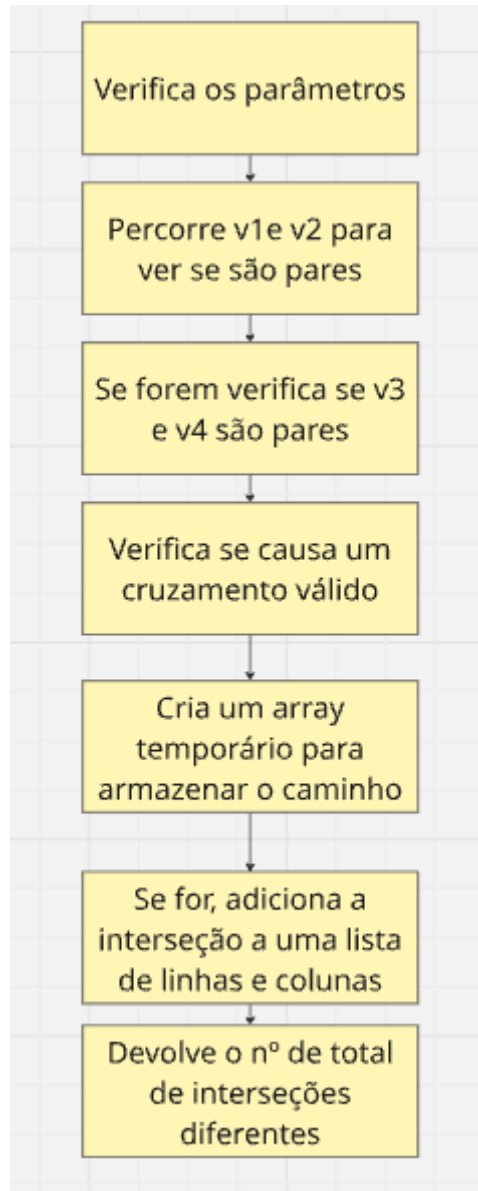 Verifica os parâmetros
Percorre v1e v2 para
ver se são pares
Se forem verifica se v3
e v4 são pares
Verifica se causa um
cruzamento válido
Cria um array
temporário para
armazenar o caminho
Se for, adiciona a
interseção a uma lista
de linhas e colunas
Devolve o nº de total
de interseções
diferentes